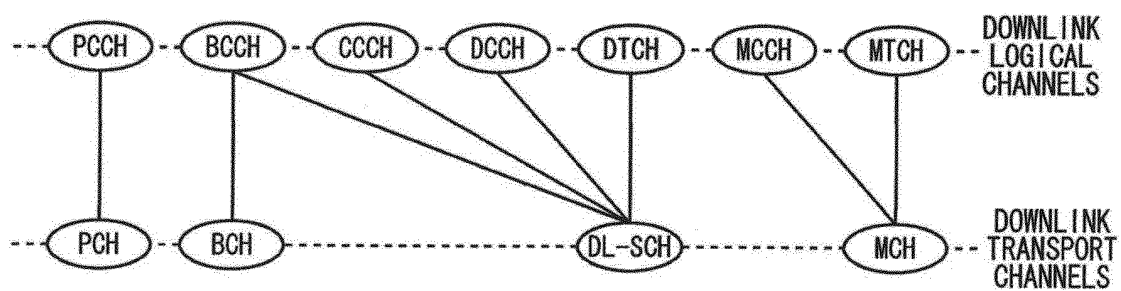 PCCH BCCH CCCH DCCH DTCH MCCH MTCH
DOWNLINK
LOGICAL
CHANNELS
PCH BCH DL-SCH MCH
DOWNLINK
TRANSPORT
CHANNELS